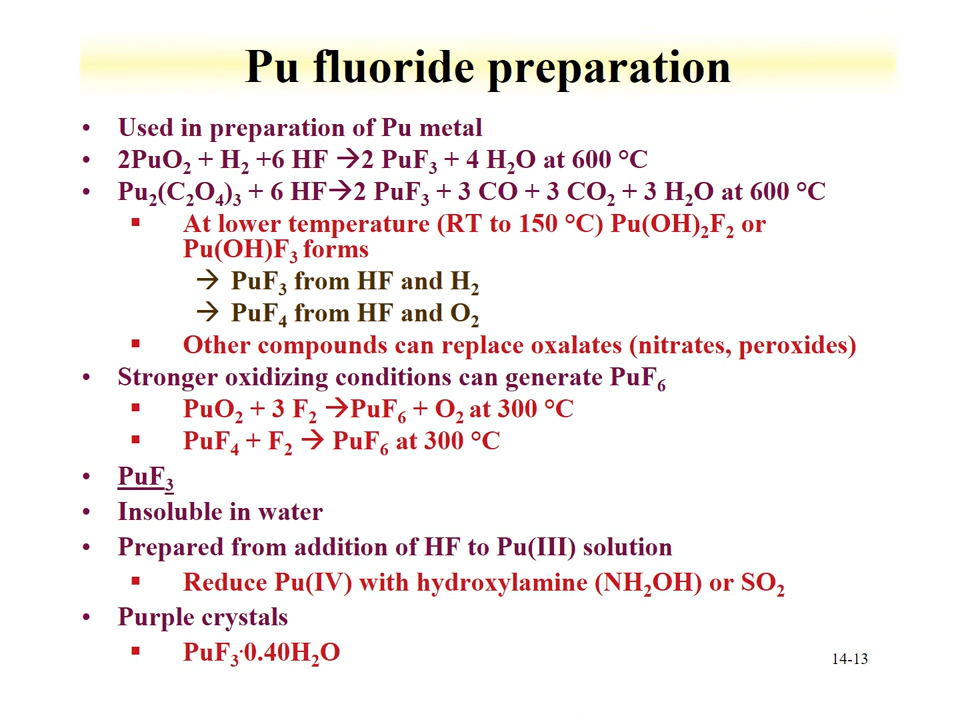 Pu fluoride preparation
• Used in preparation of Pu metal
• 2PuO₂ + H₂ +6 HF →2 PuF₃ + 4 H₂O at 600 °C
• Pu₂(C₂O₄)₃ + 6 HF→2 PuF₃ + 3 CO + 3 CO₂ + 3 H₂O at 600 °C
▪ At lower temperature (RT to 150 °C) Pu(OH)₂F₂ or
Pu(OH)F₃ forms
→ PuF₃ from HF and H₂
→ PuF₄ from HF and O₂
▪ Other compounds can replace oxalates (nitrates, peroxides)
• Stronger oxidizing conditions can generate PuF₆
▪ PuO₂ + 3 F₂ →PuF₆ + O₂ at 300 °C
▪ PuF₄ + F₂ → PuF₆ at 300 °C
• PuF₃
• Insoluble in water
• Prepared from addition of HF to Pu(III) solution
▪ Reduce Pu(IV) with hydroxylamine (NH₂OH) or SO₂
• Purple crystals
▪ PuF₃·0.40H₂O
14-13